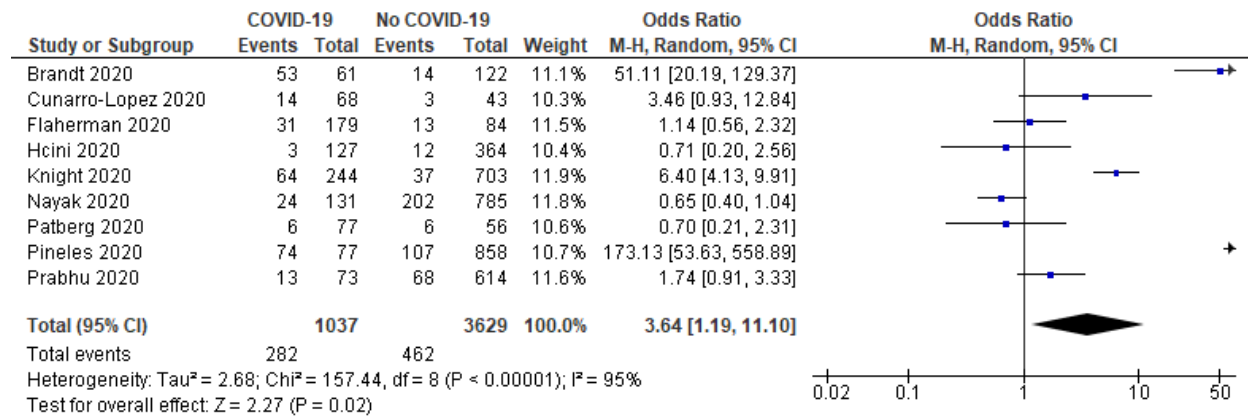 COVID-19 No COVID-19 Odds Ratio Odds Ratio
Study or Subgroup Events Total Events Total Weight M-H, Random, 95% CI M-H, Random, 95% CI
Brandt 2020 53 61 14 122 11.1% 51.11 [20.19, 129.37]
Cunarro-Lopez 2020 14 68 3 43 10.3% 3.46 [0.93, 12.84]
Flaherman 2020 31 179 13 84 11.5% 1.14 [0.56, 2.32]
Hcini 2020 3 127 12 364 10.4% 0.71 [0.20, 2.56]
Knight 2020 64 244 37 703 11.9% 6.40 [4.13, 9.91]
Nayak 2020 24 131 202 785 11.8% 0.65 [0.40, 1.04]
Patberg 2020 6 77 6 56 10.6% 0.70 [0.21, 2.31]
Pineles 2020 74 77 107 858 10.7% 173.13 [53.63, 558.89]
Prabhu 2020 13 73 68 614 11.6% 1.74 [0.91, 3.33]
Total (95% CI) 1037 3629 100.0% 3.64 [1.19, 11.10]
Total events 282 462
Heterogeneity: Tau² = 2.68; Chi² = 157.44, df = 8 (P < 0.00001); I² = 95%
Test for overall effect: Z = 2.27 (P = 0.02)
0.02 0.1 1 10 50